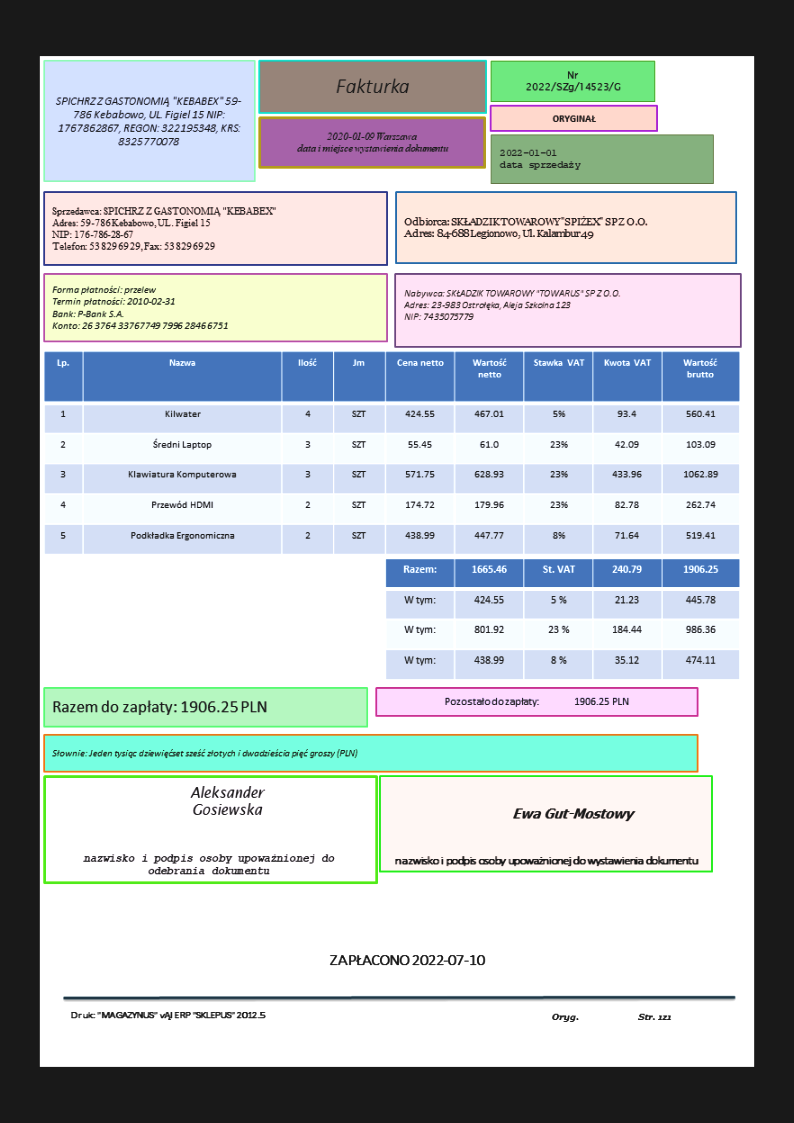 SPICHRZ Z GASTONOMIĄ "KEBABEX" 59-
786 Kebabowo, UL. Figiel 15 NIP:
1767862867, REGON: 322195348, KRS:
8325770078
Fakturka
2020-01-09 Warszawa
data i miejsce wystawienia dokumentu
Nr
2022/SZg/14523/G
ORYGINAŁ
2022-01-01
data sprzedaży
Sprzedawca: SPICHRZ Z GASTONOMIĄ "KEBABEX"
Adres: 59-786 Kebabowo, UL. Figiel 15
NIP: 176-786-28-67
Telefon: 538296929, Fax: 538296929
Odbiorca: SKŁADZIK TOWAROWY "SPIŻEX" SP Z O.O.
Adres: 84-688 Legionowo, Ul. Kalambur 49
Forma płatności: przelew
Termin płatności: 2010-02-31
Bank: P-Bank S.A.
Konto: 26 3764 33767749 7996 28466751
Nabywca: SKŁADZIK TOWAROWY "TOWARUS" SP Z O.O.
Adres: 23-983 Ostrołęka, Aleja Szkolna 123
NIP: 7435075779
Lp. Nazwa Ilość Jm Cena netto Wartość netto Stawka VAT Kwota VAT Wartość brutto
1 Kilwater 4 SZT 424.55 467.01 5% 93.4 560.41
2 Średni Laptop 3 SZT 55.45 61.0 23% 42.09 103.09
3 Klawiatura Komputerowa 3 SZT 571.75 628.93 23% 433.96 1062.89
4 Przewód HDMI 2 SZT 174.72 179.96 23% 82.78 262.74
5 Podkładka Ergonomiczna 2 SZT 438.99 447.77 8% 71.64 519.41
Razem: 1665.46 St. VAT 240.79 1906.25
W tym: 424.55 5 % 21.23 445.78
W tym: 801.92 23 % 184.44 986.36
W tym: 438.99 8 % 35.12 474.11
Razem do zapłaty: 1906.25 PLN
Pozostało do zapłaty: 1906.25 PLN
Słownie: Jeden tysiąc dziewięćset sześć złotych i dwadzieścia pięć groszy (PLN)
Aleksander
Gosiewska
nazwisko i podpis osoby upoważnionej do
odebrania dokumentu
Ewa Gut-Mostowy
nazwisko i podpis osoby upoważnionej do wystawienia dokumentu
ZAPŁACONO 2022-07-10
Druk: "MAGAZYNUS" ERP "SKLEPUS" 2012.5
Oryg. Str. 1z1